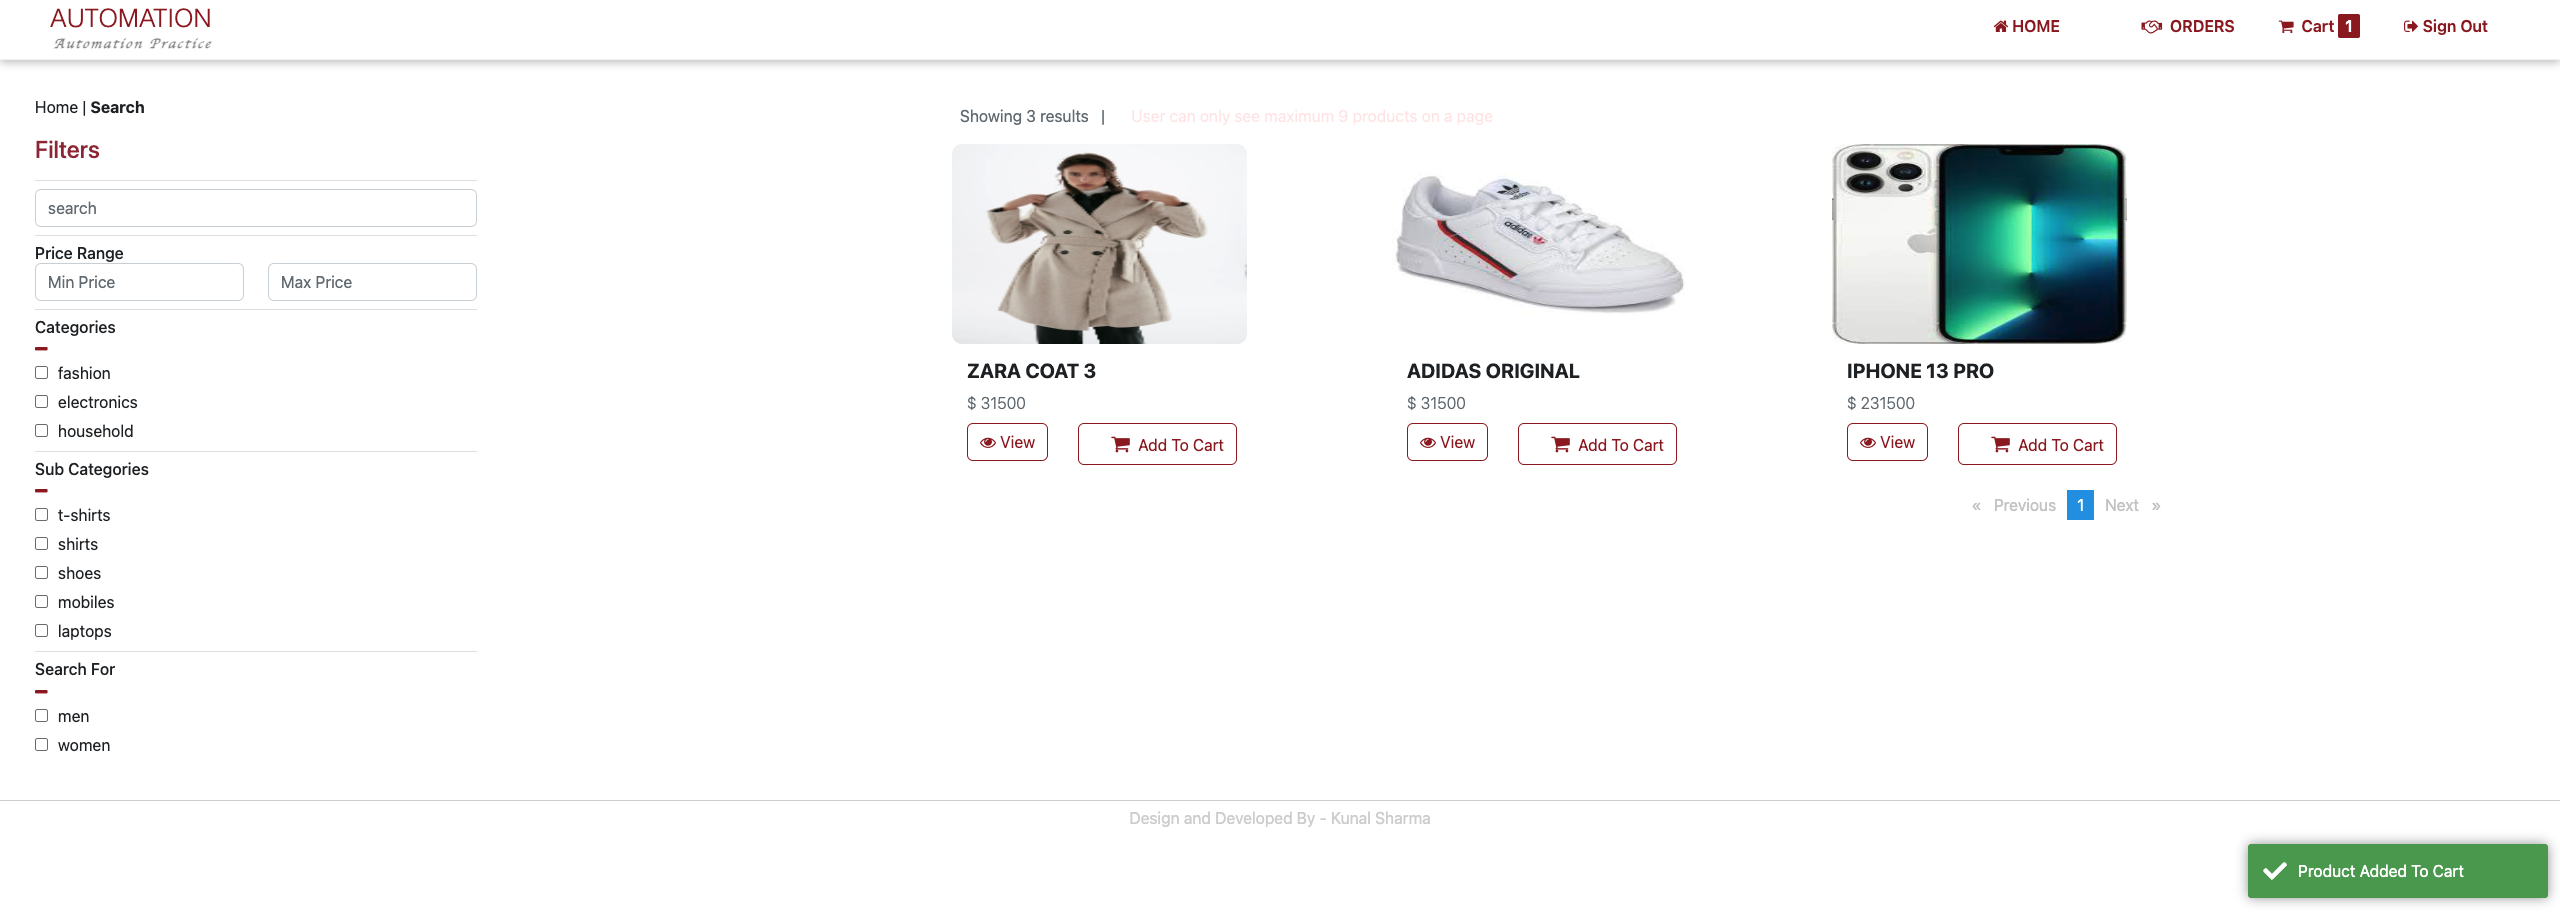 AUTOMATION
Automation Practice
HOME
ORDERS
Cart 1
Sign Out
Home | Search
Filters
search
Price Range
Min Price
Max Price
Categories
fashion
electronics
household
Sub Categories
t-shirts
shirts
shoes
mobiles
laptops
Search For
men
women
Showing 3 results |
User can only see maximum 9 products on a page
adidas
adidas
ZARA COAT 3
$ 31500
View
Add To Cart
ADIDAS ORIGINAL
$ 31500
View
Add To Cart
IPHONE 13 PRO
$ 231500
View
Add To Cart
« Previous 1 Next »
Design and Developed By - Kunal Sharma
Product Added To Cart